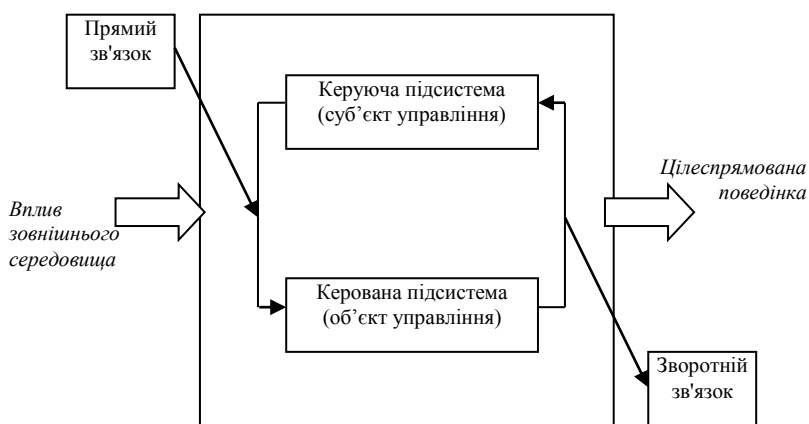 Прямий
зв'язок
Керуюча підсистема
(суб’єкт управління)
Цілеспрямована
поведінка
Вплив
зовнішнього
середовища
Керована підсистема
(об’єкт управління)
Зворотній
зв'язок